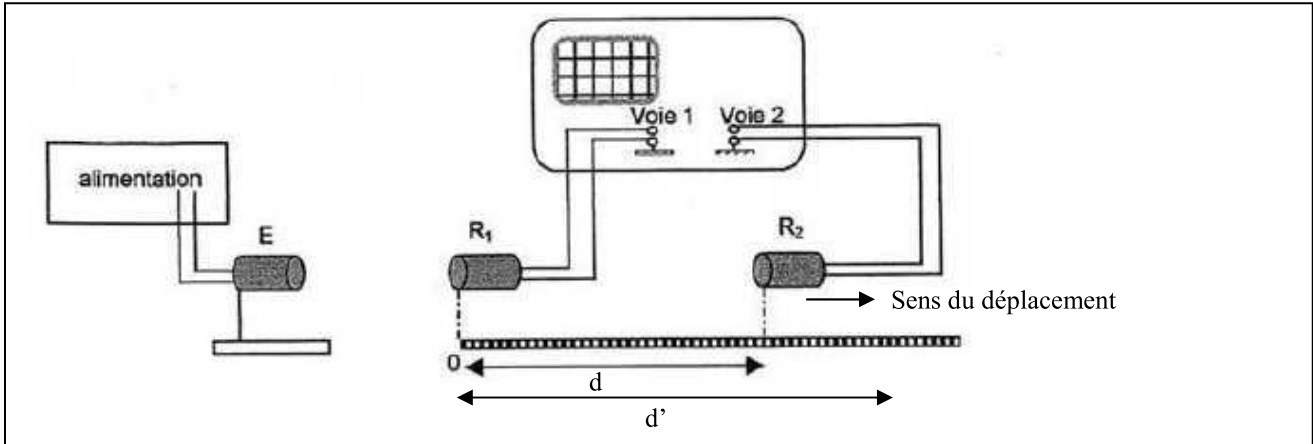 Voie 1 Voie 2
alimentation
E
R₁
R₂
Sens du déplacement
0
d
d’